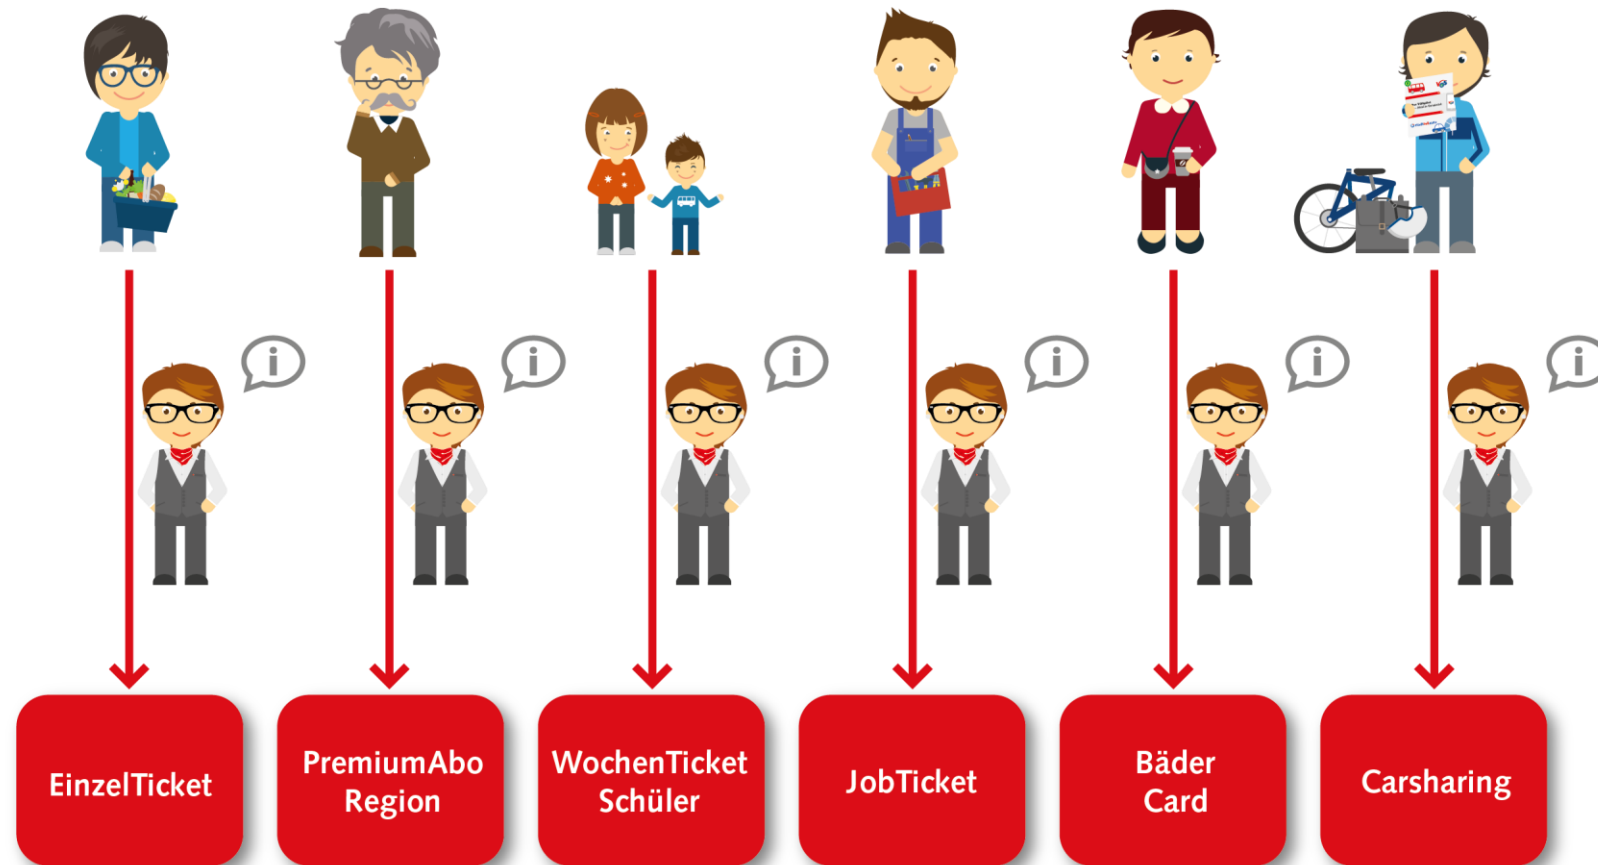 i
i
i
i
i
i
EinzelTicket
PremiumAbo
Region
WochenTicket
Schüler
JobTicket
Bäder
Card
Carsharing